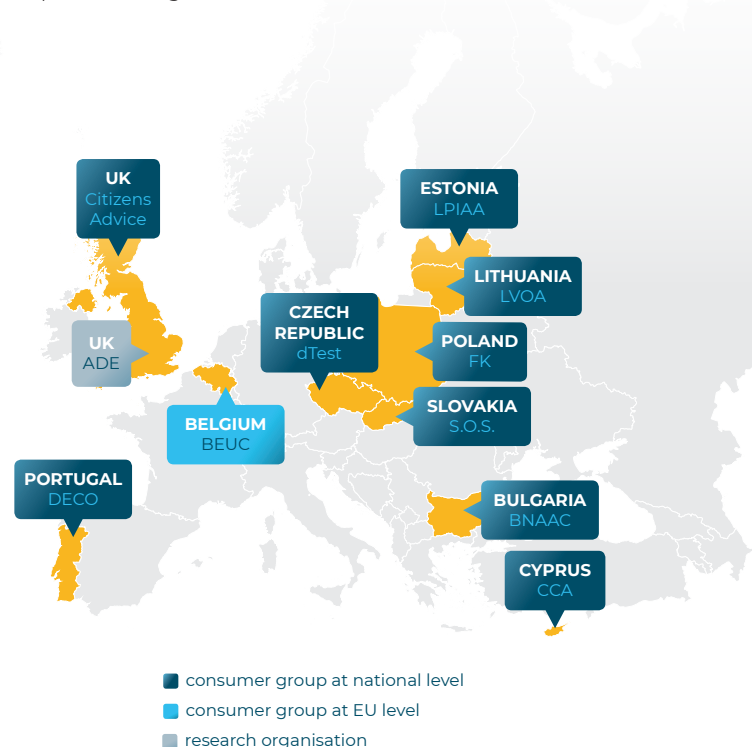 UK
Citizens
Advice
ESTONIA
LPIAA
LITHUANIA
LVOA
CZECH
REPUBLIC
dTest
POLAND
FK
UK
ADE
SLOVAKIA
S.O.S.
BELGIUM
BEUC
PORTUGAL
DECO
BULGARIA
BNAAC
CYPRUS
CCA
consumer group at national level
consumer group at EU level
research organisation